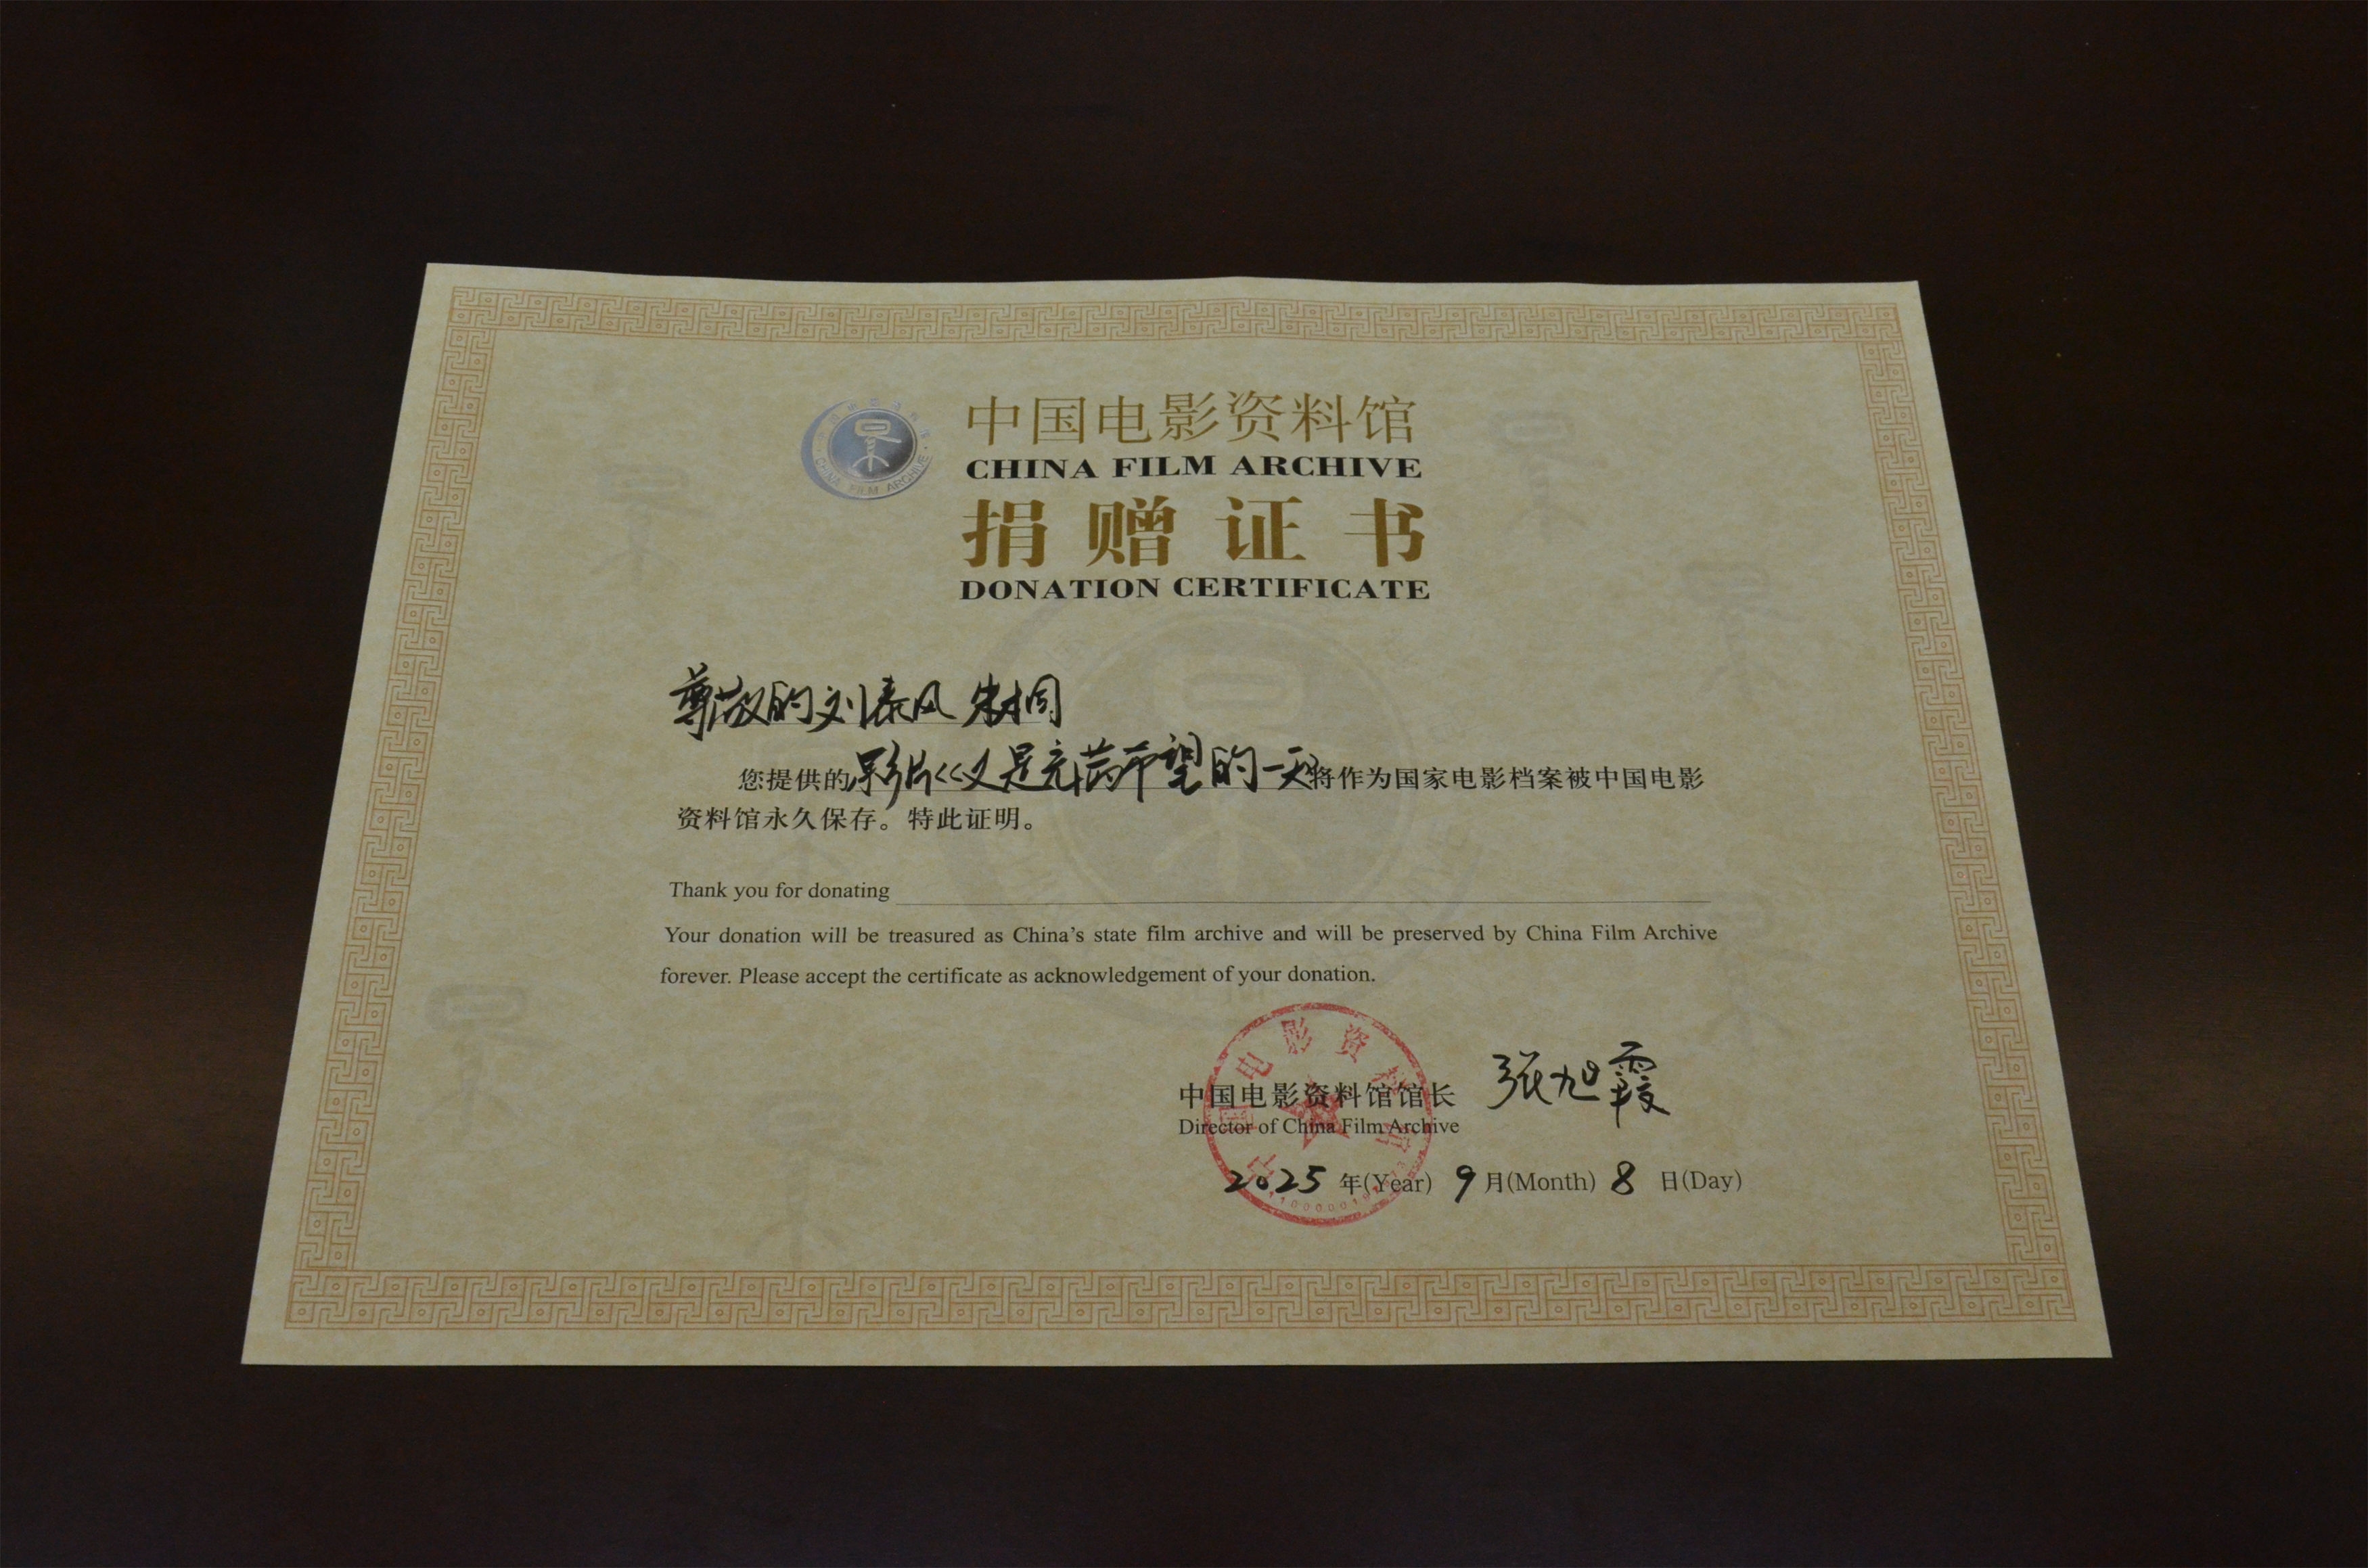 中国电影资料馆
CHINA FILM ARCHIVE
捐赠证书
DONATION CERTIFICATE
尊敬的刘泰风 朱桐
您提供的影片《又是充满希望的一天》将作为国家电影档案被中国电影
资料馆永久保存。特此证明。
Thank you for donating
Your donation will be treasured as China's state film archive and will be preserved by China Film Archive
forever. Please accept the certificate as acknowledgement of your donation.
中国电影资料馆馆长 张旭霞
Director of China Film Archive
2025 年(Year) 9 月(Month) 8 日(Day)